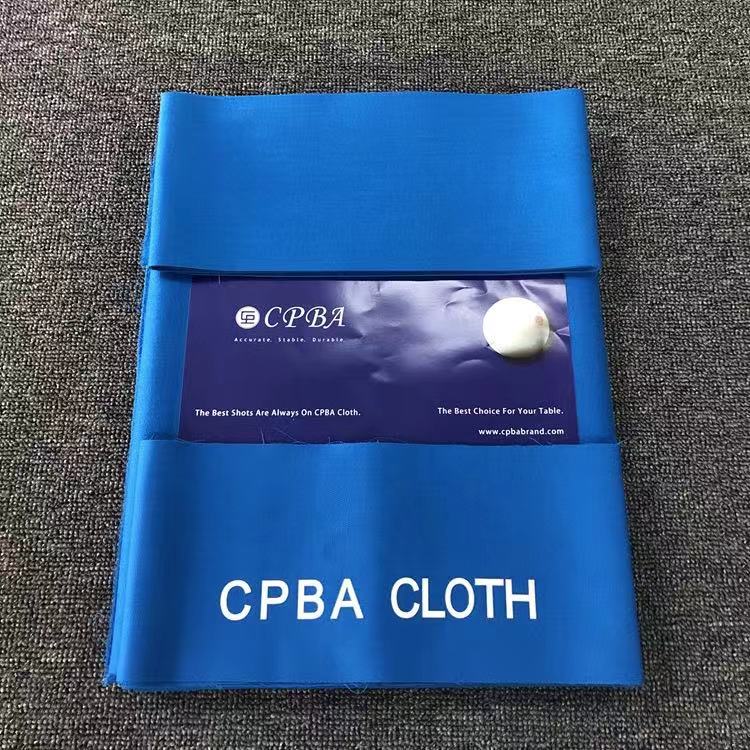 CPBA
Accurate. Stable. Durable.
The Best Shots Are Always On CPBA Cloth.
The Best Choice For Your Table.
www.cpbabrand.com
CPBA CLOTH